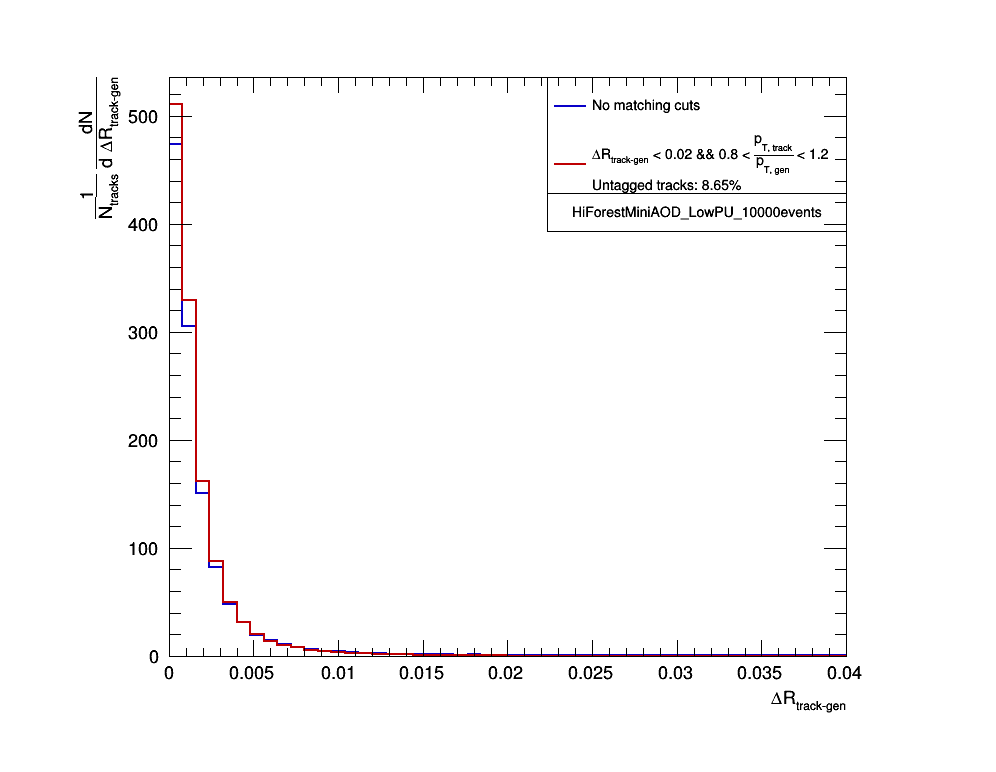 1 dN
N_tracks d ΔR_track-gen
500
400
300
200
100
0
No matching cuts
ΔR_track-gen < 0.02 && 0.8 < p_T, track / p_T, gen < 1.2
Untagged tracks: 8.65%
HiForestMiniAOD_LowPU_10000events
0 0.005 0.01 0.015 0.02 0.025 0.03 0.035 0.04
ΔR_track-gen